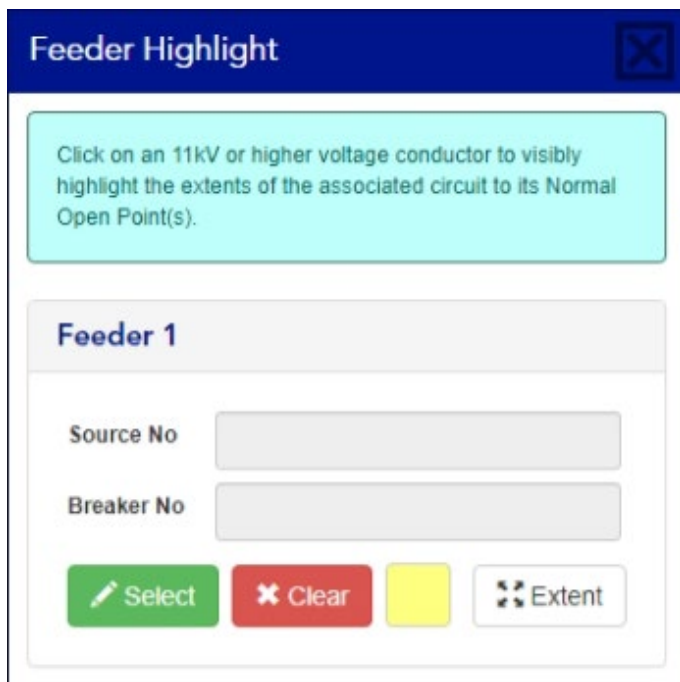 Feeder Highlight
Click on an 11kV or higher voltage conductor to visibly
highlight the extents of the associated circuit to its Normal
Open Point(s).
Feeder 1
Source No
Breaker No
Select Clear Extent